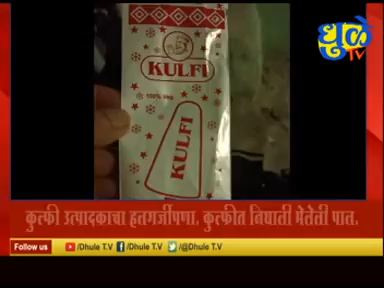 धुळे
TV
KULFI
100% veg
KULFI
कुल्फी उत्पादकाचा हलगर्जीपणा, कुल्फीत निघाली मेलेली पाल.
Follow us
/Dhule T.V
/Dhule T.V
/@Dhule T.V